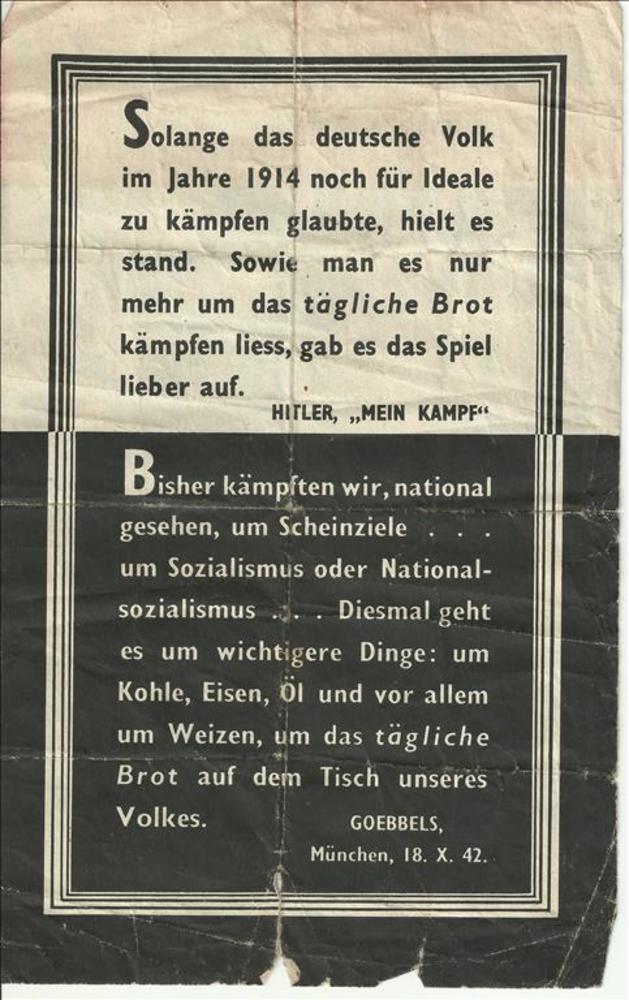 Solange das deutsche Volk
im Jahre 1914 noch für Ideale
zu kämpfen glaubte, hielt es
stand. Sowie man es nur
mehr um das tägliche Brot
kämpfen liess, gab es das Spiel
lieber auf.
HITLER, „MEIN KAMPF“
Bisher kämpften wir, national
gesehen, um Scheinziele . . .
um Sozialismus oder National-
sozialismus . . . Diesmal geht
es um wichtigere Dinge: um
Kohle, Eisen, Öl und vor allem
um Weizen, um das tägliche
Brot auf dem Tisch unseres
Volkes.
GOEBBELS,
München, 18. X. 42.